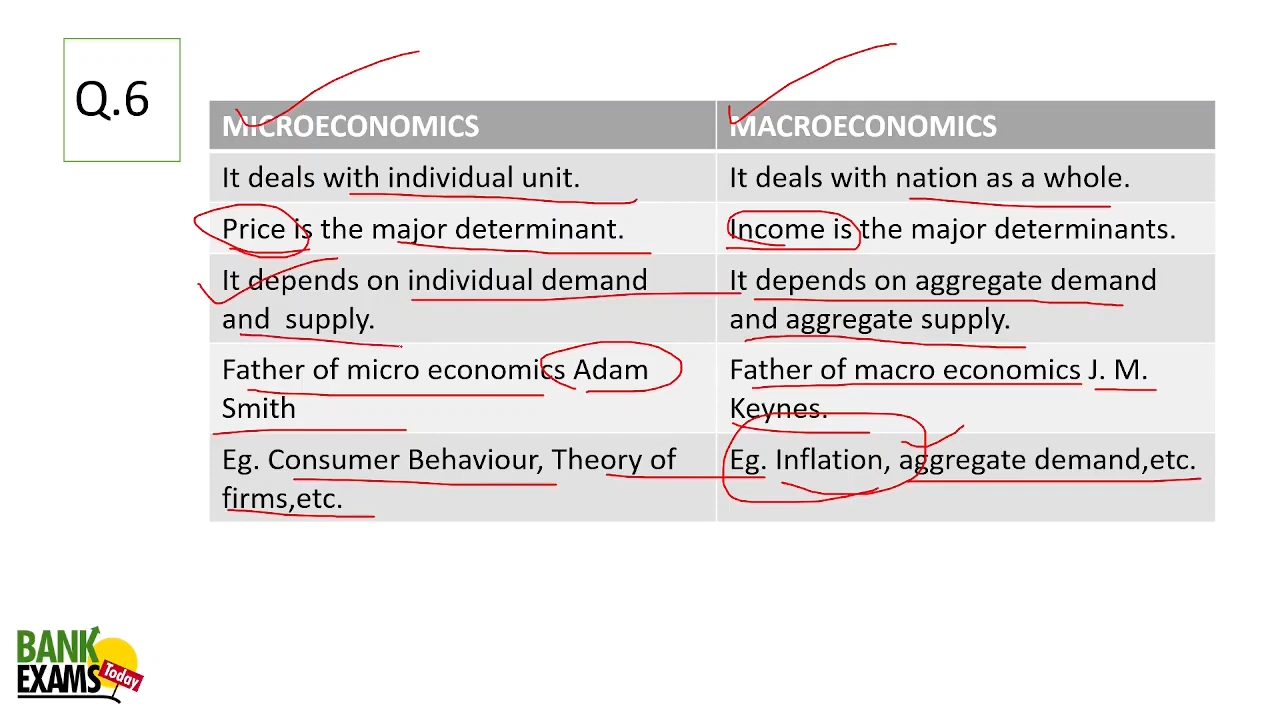 Q.6
MICROECONOMICS
MACROECONOMICS
It deals with individual unit.
It deals with nation as a whole.
Price is the major determinant.
Income is the major determinants.
It depends on individual demand
and supply.
It depends on aggregate demand
and aggregate supply.
Father of micro economics Adam
Smith
Father of macro economics J. M.
Keynes.
Eg. Consumer Behaviour, Theory of
firms,etc.
Eg. Inflation, aggregate demand,etc.
BANK
EXAMS
Today